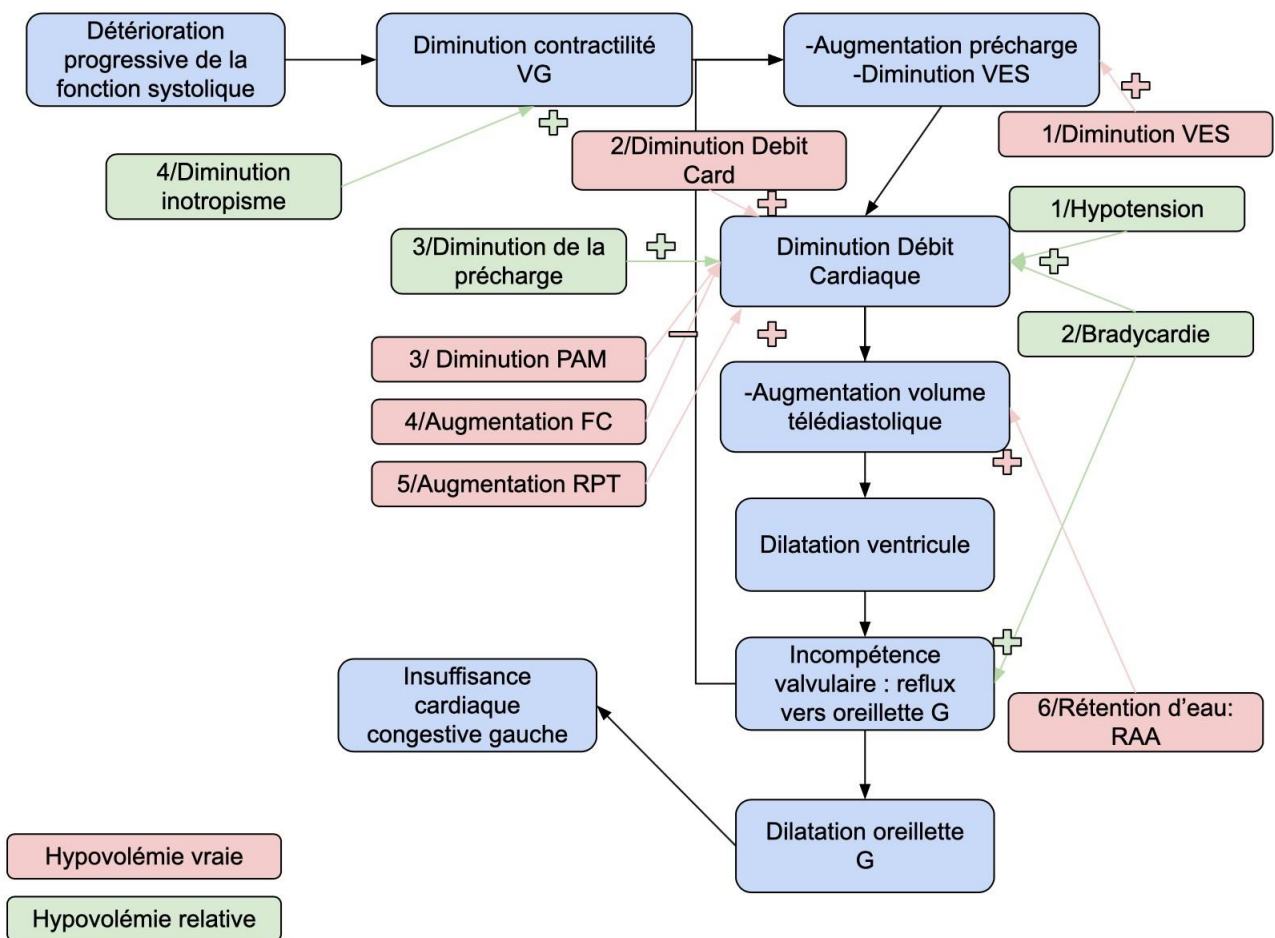 Détérioration
progressive de la
fonction systolique
Diminution contractilité
VG
-Augmentation précharge
-Diminution VES
1/Diminution VES
2/Diminution Debit
Card
4/Diminution
inotropisme
1/Hypotension
3/Diminution de la
précharge
Diminution Débit
Cardiaque
2/Bradycardie
3/ Diminution PAM
4/Augmentation FC
5/Augmentation RPT
-Augmentation volume
télédiastolique
Dilatation ventricule
Incompétence
valvulaire : reflux
vers oreillette G
Insuffisance
cardiaque
congestive gauche
6/Rétention d'eau:
RAA
Dilatation oreillette
G
Hypovolémie vraie
Hypovolémie relative